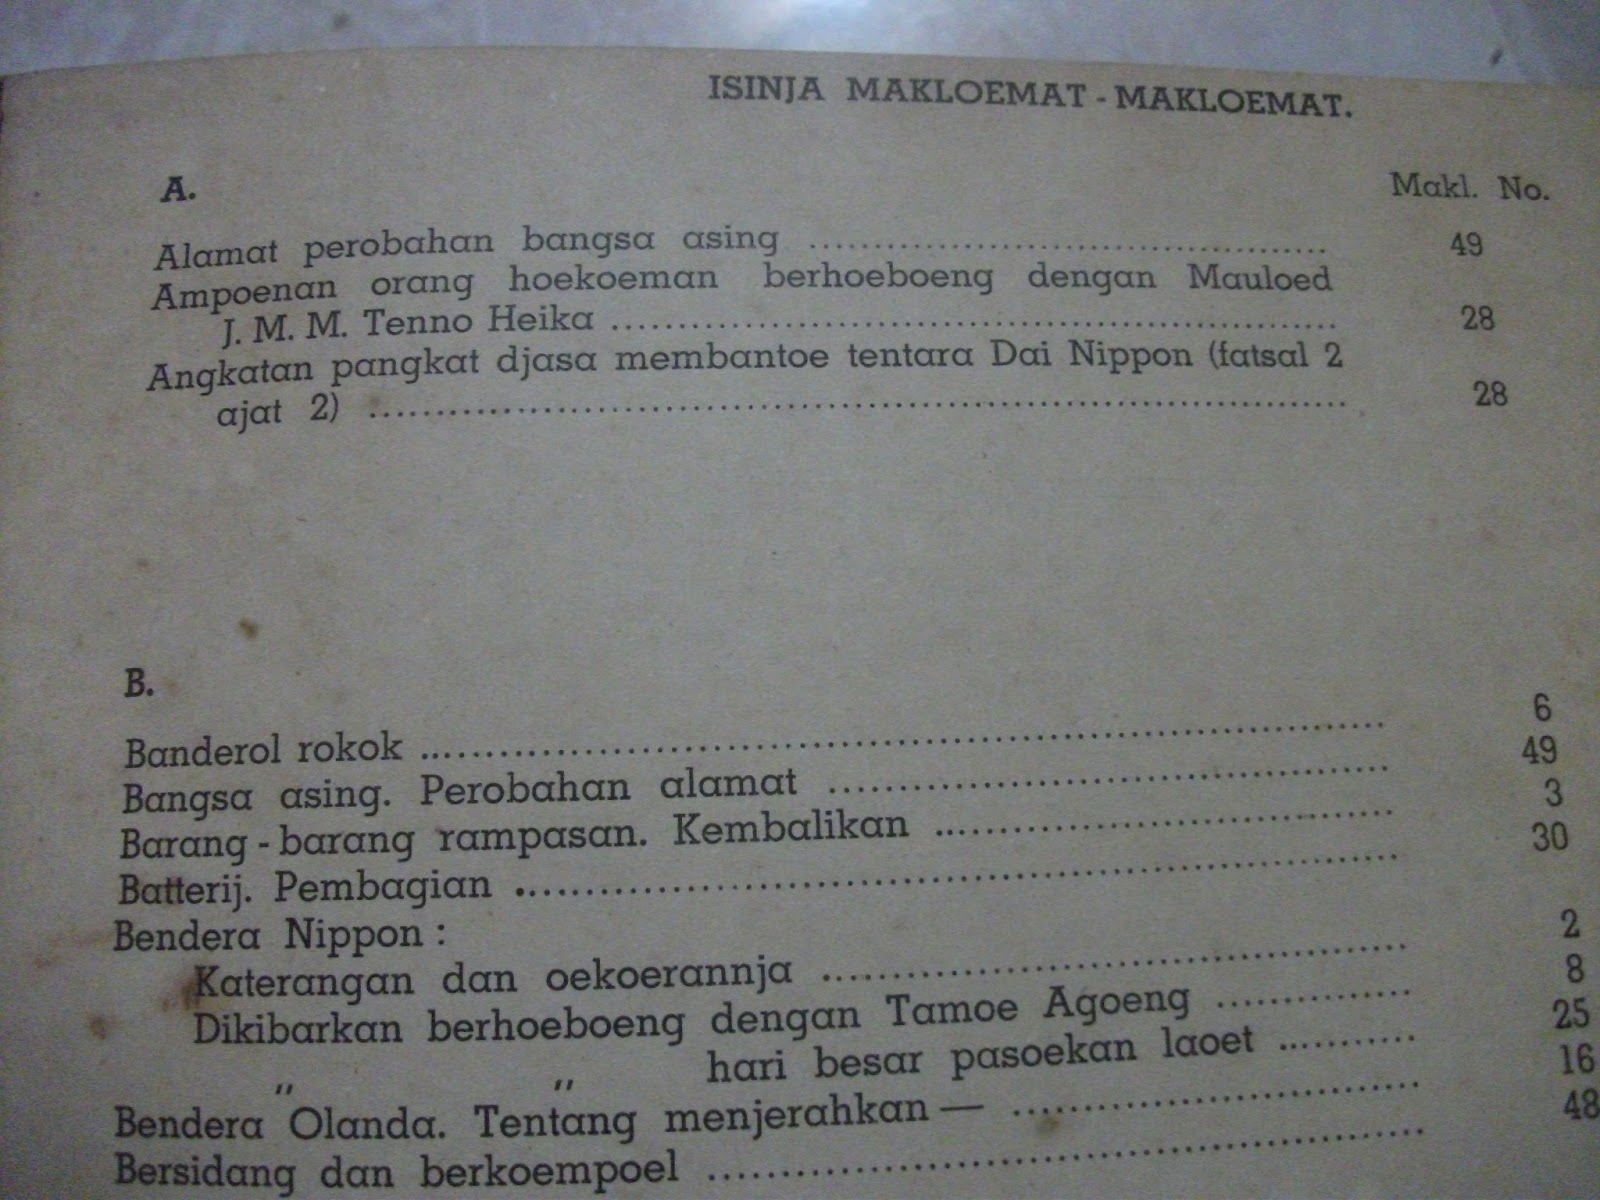 ISINJA MAKLOEMAT - MAKLOEMAT.
A.
Makl. No.
Alamat perobahan bangsa asing ........................................ 49
Ampoenan orang hoekoeman berhoeboeng dengan Mauloed
J. M. M. Tenno Heika ........................................................ 28
Angkatan pangkat djasa membantoe tentara Dai Nippon (fatsal 2
ajat 2) ........................................................................... 28
B.
Banderol rokok ........................................................................... 6
Bangsa asing. Perobahan alamat ........................................... 49
Barang - barang rampasan. Kembalikan ................................... 3
Batterij. Pembagian .................................................................... 30
Bendera Nippon :
Katerangan dan oekoerannja ............................................. 2
Dikibarkan berhoeboeng dengan Tamoe Agoeng ............... 8
" " hari besar pasoekan laoet ........... 25
Bendera Olanda. Tentang menjerahkan — ............................... 16
Bersidang dan berkoempoel ........................................................ 48